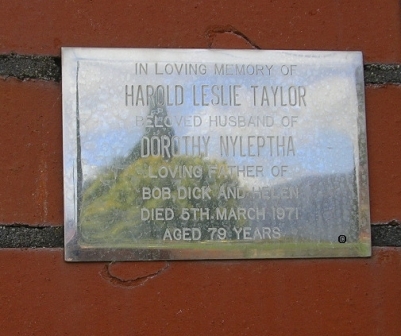 IN LOVING MEMORY OF
HAROLD LESLIE TAYLOR
BELOVED HUSBAND OF
DOROTHY NYLEPTHA
LOVING FATHER OF
BOB, DICK AND HELEN
DIED 5TH MARCH 1971
AGED 79 YEARS